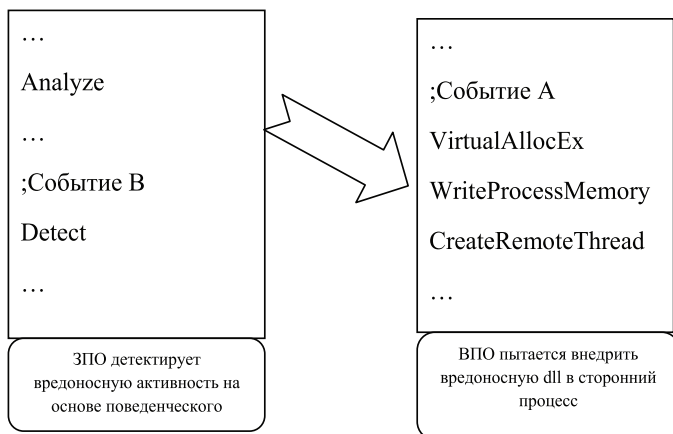 …
Analyze
…
;Событие B
Detect
…
ЗПО детектирует
вредоносную активность на
основе поведенческого
…
;Событие A
VirtualAllocEx
WriteProcessMemory
CreateRemoteThread
…
ВПО пытается внедрить
вредоносную dll в сторонний
процесс